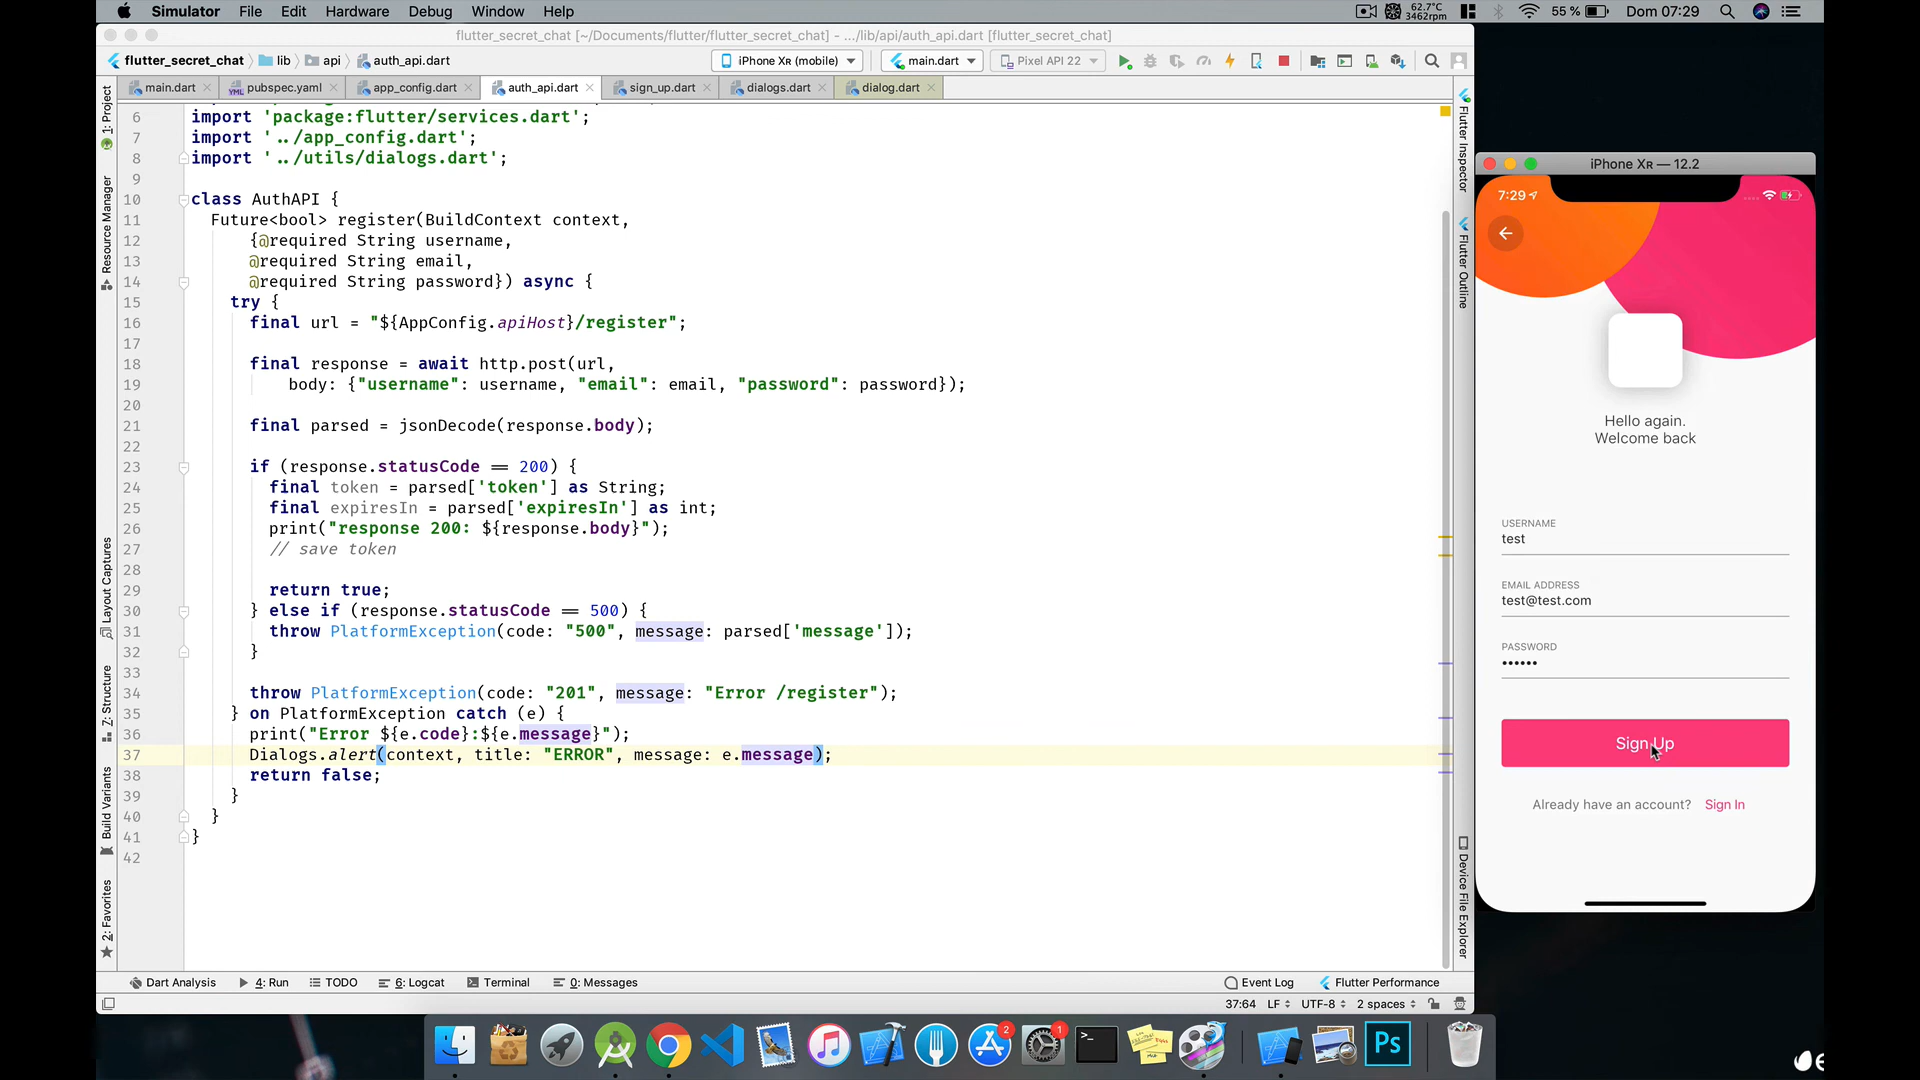 Simulator File Edit Hardware Debug Window Help
62.7°C
3462rpm
55 %
Dom 07:29
flutter_secret_chat [~/Documents/flutter/flutter_secret_chat] - .../lib/api/auth_api.dart [flutter_secret_chat]
flutter_secret_chat lib api auth_api.dart
iPhone XR (mobile) main.dart Pixel API 22
main.dart pubspec.yaml app_config.dart auth_api.dart sign_up.dart dialogs.dart dialog.dart
1: Project
Resource Manager
Layout Captures
7: Structure
Build Variants
2: Favorites
6 import 'package:flutter/services.dart';
7 import '../app_config.dart';
8 import '../utils/dialogs.dart';
9
10 class AuthAPI {
11 Future<bool> register(BuildContext context,
12 {@required String username,
13 @required String email,
14 @required String password}) async {
15 try {
16 final url = "${AppConfig.apiHost}/register";
17
18 final response = await http.post(url,
19 body: {"username": username, "email": email, "password": password});
20
21 final parsed = jsonDecode(response.body);
22
23 if (response.statusCode == 200) {
24 final token = parsed['token'] as String;
25 final expiresIn = parsed['expiresIn'] as int;
26 print("response 200: ${response.body}");
27 // save token
28
29 return true;
30 } else if (response.statusCode == 500) {
31 throw PlatformException(code: "500", message: parsed['message']);
32 }
33
34 throw PlatformException(code: "201", message: "Error /register");
35 } on PlatformException catch (e) {
36 print("Error ${e.code}:${e.message}");
37 Dialogs.alert(context, title: "ERROR", message: e.message);
38 return false;
39 }
40 }
41 }
42
Flutter Inspector
Flutter Outline
Device File Explorer
iPhone XR — 12.2
7:29
Hello again.
Welcome back
USERNAME
test
EMAIL ADDRESS
test@test.com
PASSWORD
••••••
Sign Up
Already have an account? Sign In
Dart Analysis 4: Run TODO 6: Logcat Terminal 0: Messages Event Log Flutter Performance
37:64 LF UTF-8 2 spaces
2
1
>_
Ps